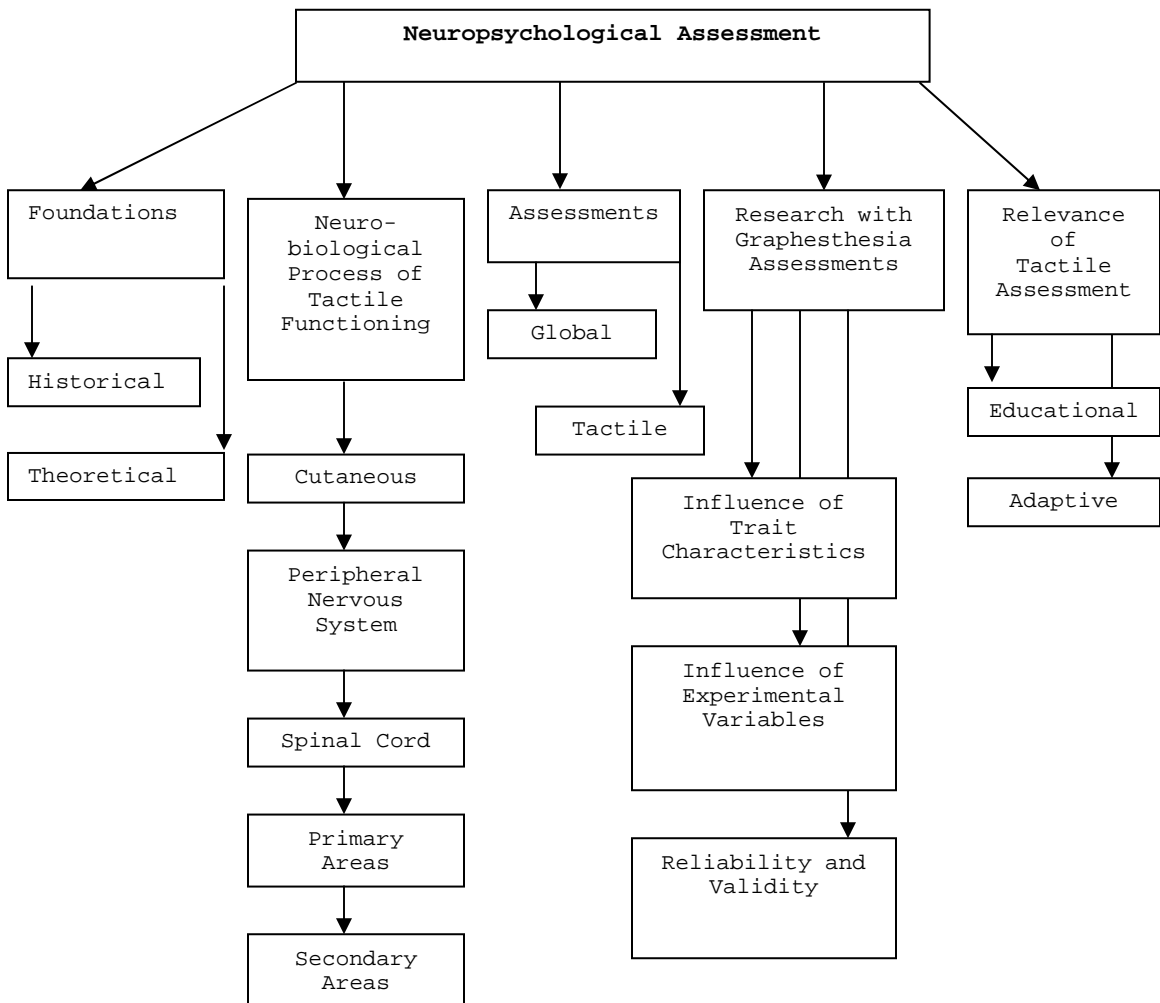 Neuropsychological Assessment
Foundations
Historical
Theoretical
Neuro-
biological
Process of
Tactile
Functioning
Cutaneous
Peripheral
Nervous
System
Spinal Cord
Primary
Areas
Secondary
Areas
Assessments
Global
Tactile
Research with
Graphesthesia
Assessments
Influence of
Trait
Characteristics
Influence of
Experimental
Variables
Reliability and
Validity
Relevance
of
Tactile
Assessment
Educational
Adaptive